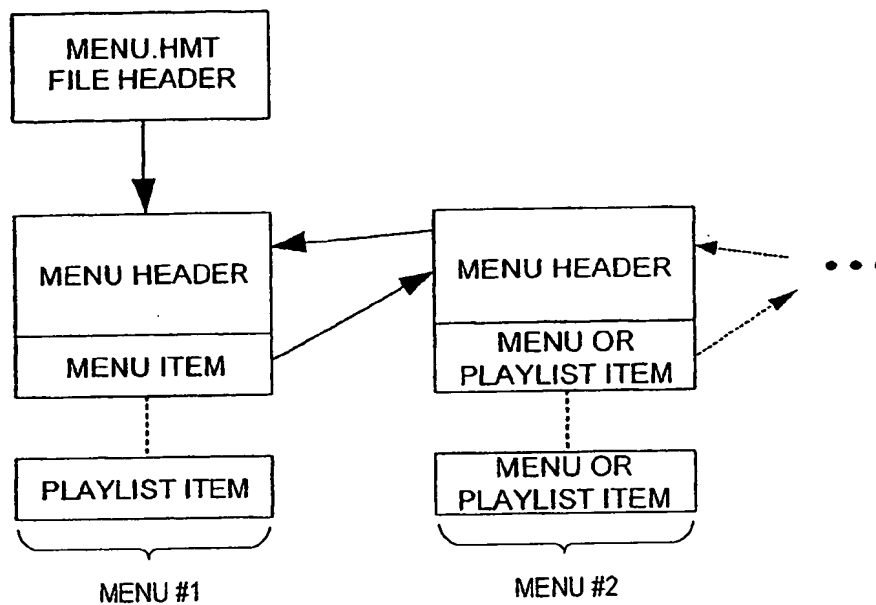 MENU.HMT
FILE HEADER
MENU HEADER
MENU ITEM
PLAYLIST ITEM
MENU #1
MENU HEADER
MENU OR
PLAYLIST ITEM
MENU OR
PLAYLIST ITEM
MENU #2